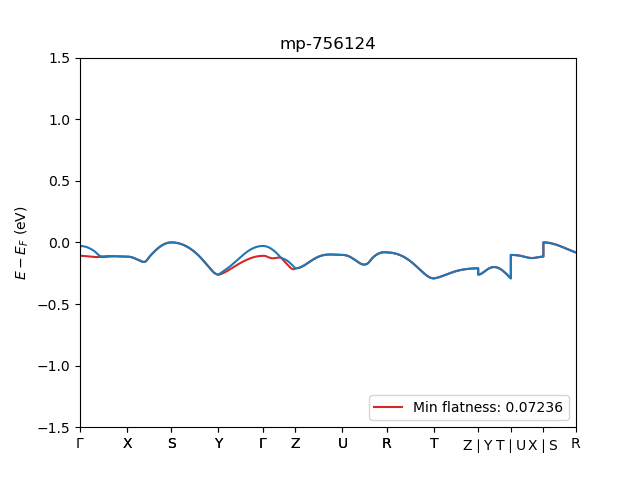 mp-756124
1.5
1.0
0.5
0.0
−0.5
−1.0
−1.5
E − E_F (eV)
Min flatness: 0.07236
Γ X S Y Γ Z U R T Z | Y T | U X | S R